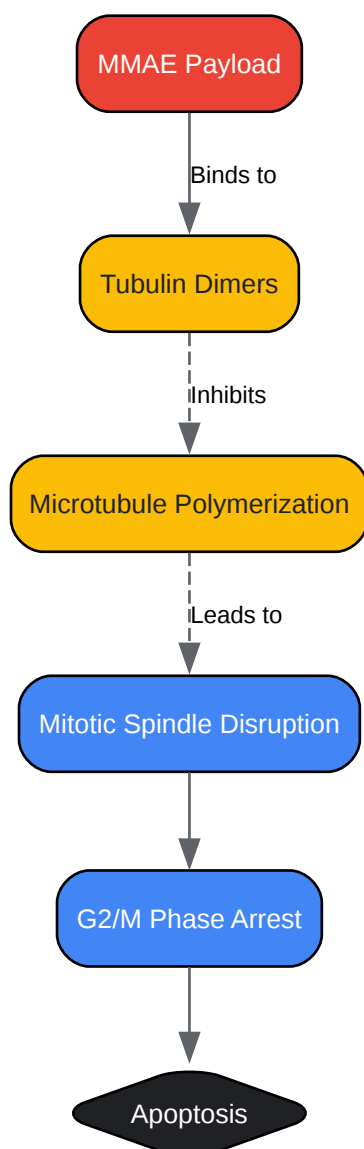 MMAE Payload
Binds to
Tubulin Dimers
Inhibits
Microtubule Polymerization
Leads to
Mitotic Spindle Disruption
G2/M Phase Arrest
Apoptosis